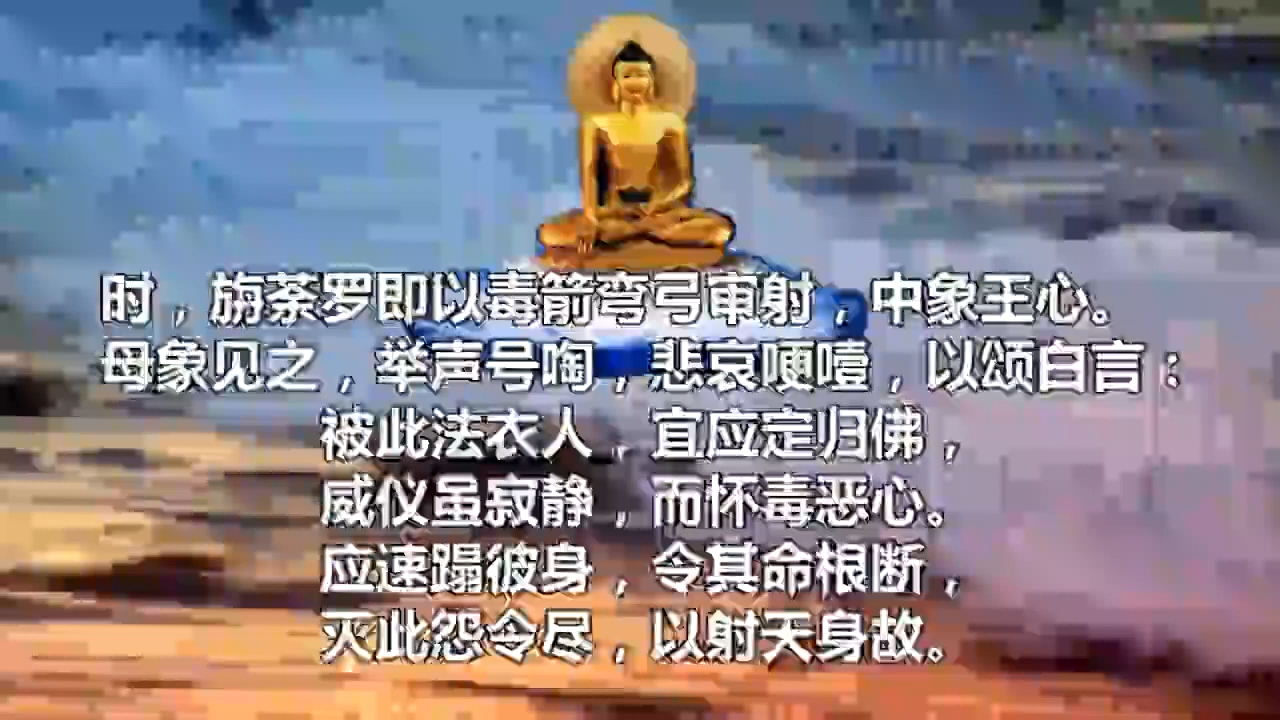 时，旃荼罗即以毒箭弯弓审射，中象王心。
母象见之，举声号啕，悲哀哽噎，以颂白言：
被此法衣人，宜应定归佛，
威仪虽寂静，而怀毒恶心。
应速蹋彼身，令其命根断，
灭此怨令尽，以射天身故。